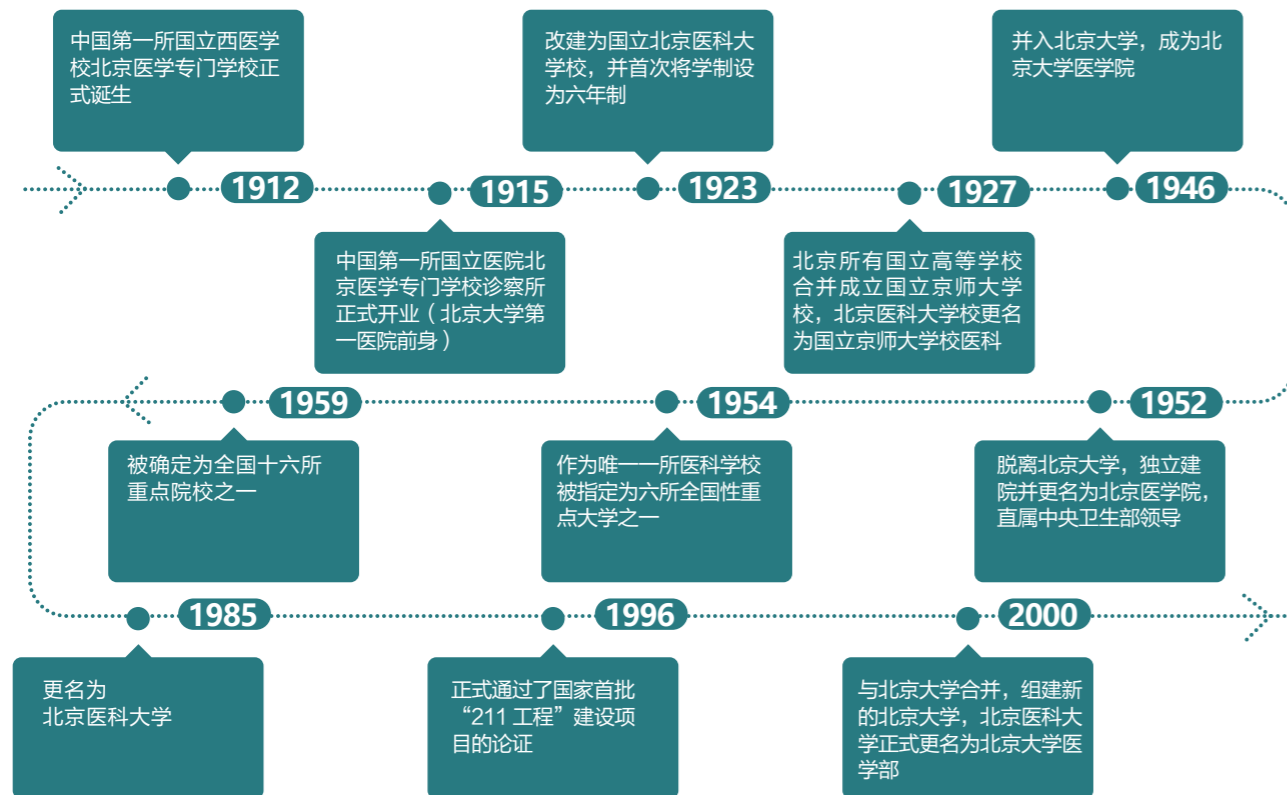 中国第一所国立西医学
校北京医学专门学校正
式诞生
1912
中国第一所国立医院北
京医学专门学校诊察所
正式开业（北京大学第
一医院前身）
1915
改建为国立北京医科大
学校，并首次将学制设
为六年制
1923
北京所有国立高等学校
合并成立国立京师大学
校，北京医科大学校更名
为国立京师大学校医科
1927
并入北京大学，成为北
京大学医学院
1946
1952
脱离北京大学，独立建
院并更名为北京医学院，
直属中央卫生部领导
1954
作为唯一一所医科学校
被指定为六所全国性重
点大学之一
1959
被确定为全国十六所
重点院校之一
1985
更名为
北京医科大学
1996
正式通过了国家首批
“211 工程”建设项
目的论证
2000
与北京大学合并，组建新
的北京大学，北京医科大
学正式更名为北京大学医
学部